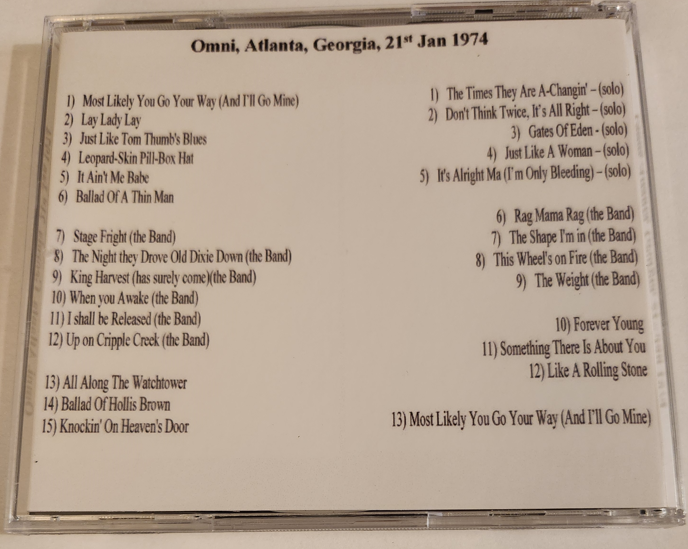 Omni, Atlanta, Georgia, 21st Jan 1974
1) Most Likely You Go Your Way (And I'll Go Mine)
2) Lay Lady Lay
3) Just Like Tom Thumb's Blues
4) Leopard-Skin Pill-Box Hat
5) It Ain't Me Babe
6) Ballad Of A Thin Man
7) Stage Fright (the Band)
8) The Night they Drove Old Dixie Down (the Band)
9) King Harvest (has surely come)(the Band)
10) When you Awake (the Band)
11) I shall be Released (the Band)
12) Up on Cripple Creek (the Band)
13) All Along The Watchtower
14) Ballad Of Hollis Brown
15) Knockin' On Heaven's Door
1) The Times They Are A-Changin' – (solo)
2) Don't Think Twice, It's All Right – (solo)
3) Gates Of Eden - (solo)
4) Just Like A Woman – (solo)
5) It's Alright Ma (I'm Only Bleeding) – (solo)
6) Rag Mama Rag (the Band)
7) The Shape I'm in (the Band)
8) This Wheel's on Fire (the Band)
9) The Weight (the Band)
10) Forever Young
11) Something There Is About You
12) Like A Rolling Stone
13) Most Likely You Go Your Way (And I'll Go Mine)